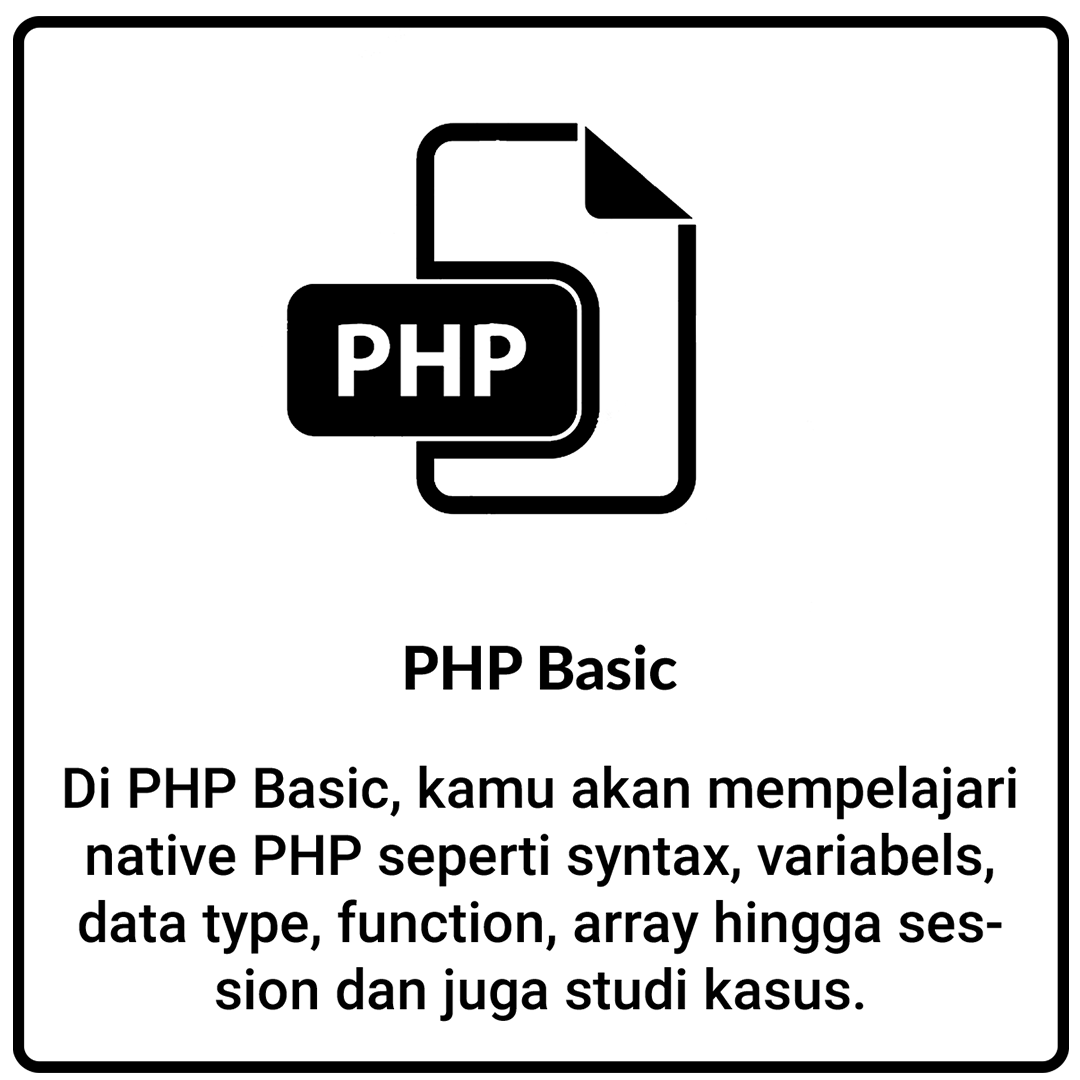 PHP
PHP Basic
Di PHP Basic, kamu akan mempelajari
native PHP seperti syntax, variabels,
data type, function, array hingga ses-
sion dan juga studi kasus.